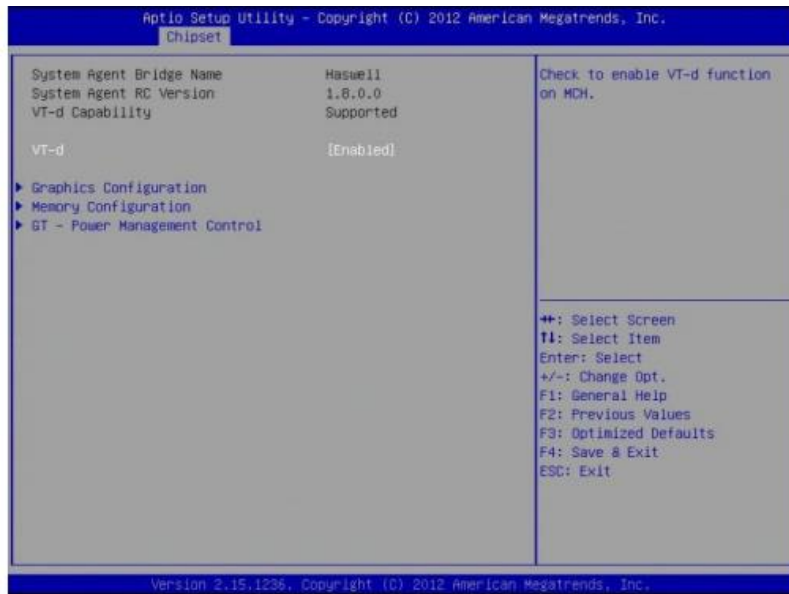 Aptio Setup Utility – Copyright (C) 2012 American Megatrends, Inc.
Chipset
System Agent Bridge Name Haswell
System Agent RC Version 1.8.0.0
VT-d Capability Supported
VT-d [Enabled]
Graphics Configuration
Memory Configuration
GT – Power Management Control
Check to enable VT-d function
on MCH.
→←: Select Screen
↑↓: Select Item
Enter: Select
+/-: Change Opt.
F1: General Help
F2: Previous Values
F3: Optimized Defaults
F4: Save & Exit
ESC: Exit
Version 2.15.1236. Copyright (C) 2012 American Megatrends, Inc.